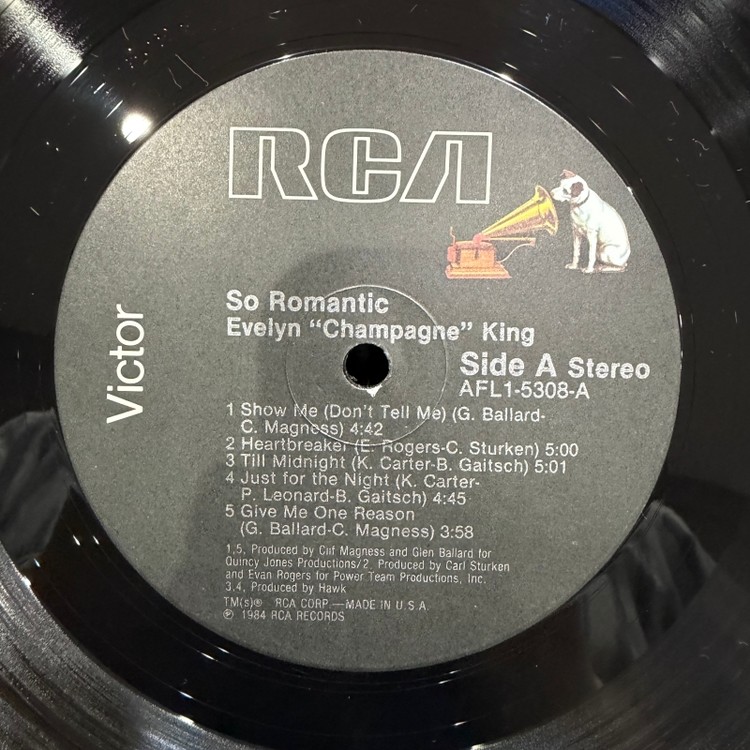 RCA
Victor
So Romantic
Evelyn “Champagne” King
Side A Stereo
AFL1-5308-A
1 Show Me (Don't Tell Me) (G. Ballard-
C. Magness) 4:42
2 Heartbreaker (E. Rogers-C. Sturken) 5:00
3 Till Midnight (K. Carter-B. Gaitsch) 5:01
4 Just for the Night (K. Carter-
P. Leonard-B. Gaitsch) 4:45
5 Give Me One Reason
(G. Ballard-C. Magness) 3:58
1,5, Produced by Clif Magness and Glen Ballard for
Quincy Jones Productions/2, Produced by Carl Sturken
and Evan Rogers for Power Team Productions, Inc.
3,4, Produced by Hawk
TM(s)® RCA CORP.—MADE IN U.S.A.
℗ 1984 RCA RECORDS